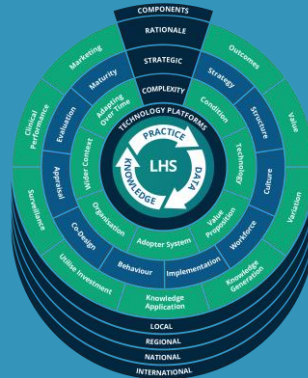 COMPONENTS
RATIONALE
STRATEGIC
COMPLEXITY
TECHNOLOGY PLATFORMS
Marketing
Outcomes
Clinical
Performance
Value
Surveillance
Variation
Utilise Investment
Knowledge
Application
Knowledge
Generation
Maturity
Strategy
Evaluation
Structure
Appraisal
Culture
Co-Design
Workforce
Behaviour
Implementation
Adapting
Over Time
Condition
Wider Context
Technology
Organisation
Value
Proposition
Adopter System
PRACTICE
KNOWLEDGE
DATA
LHS
LOCAL
REGIONAL
NATIONAL
INTERNATIONAL